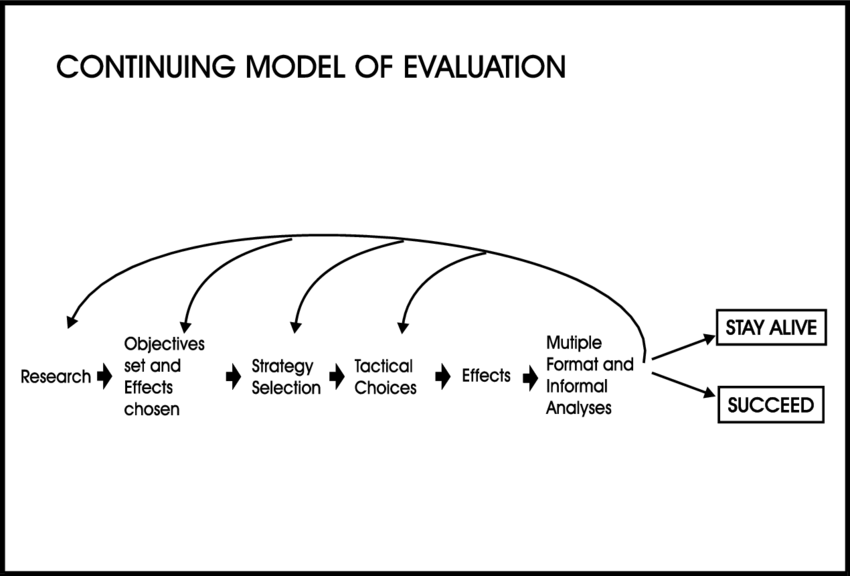 CONTINUING MODEL OF EVALUATION
Research
Objectives
set and
Effects
chosen
Strategy
Selection
Tactical
Choices
Effects
Mutiple
Format and
Informal
Analyses
STAY ALIVE
SUCCEED